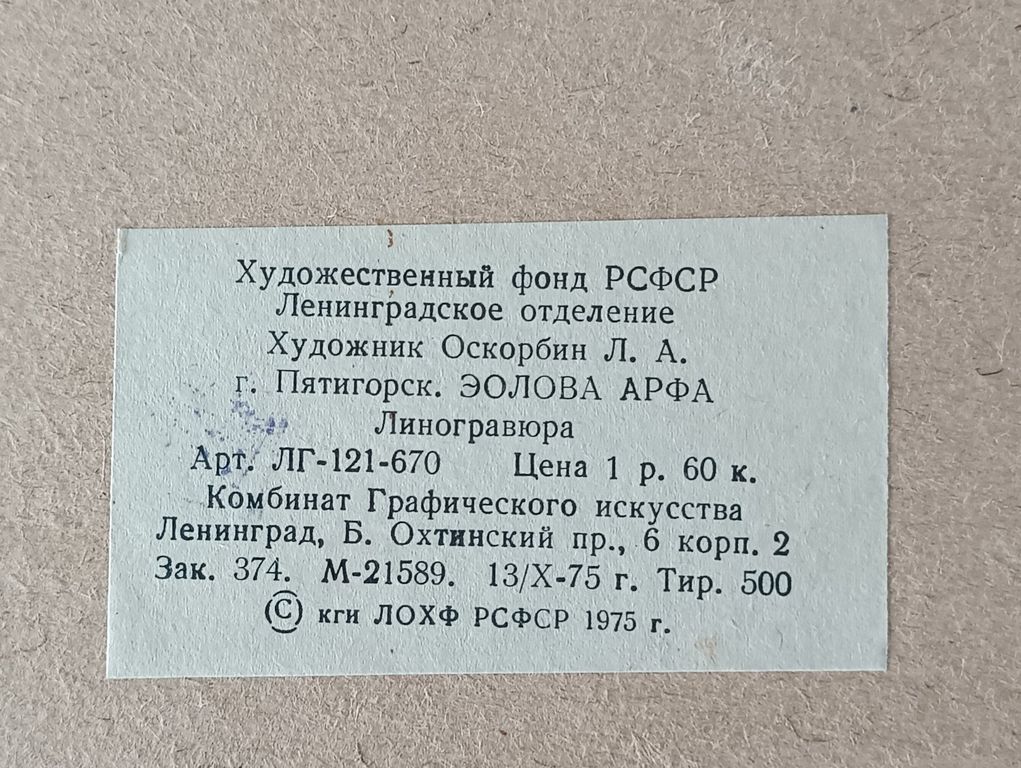 Художественный фонд РСФСР
Ленинградское отделение
Художник Оскорбин Л. А.
г. Пятигорск. ЭОЛОВА АРФА
Линогравюра
Арт. ЛГ-121-670 Цена 1 р. 60 к.
Комбинат Графического искусства
Ленинград, Б. Охтинский пр., 6 корп. 2
Зак. 374. М-21589. 13/X-75 г. Тир. 500
© кги ЛОХФ РСФСР 1975 г.